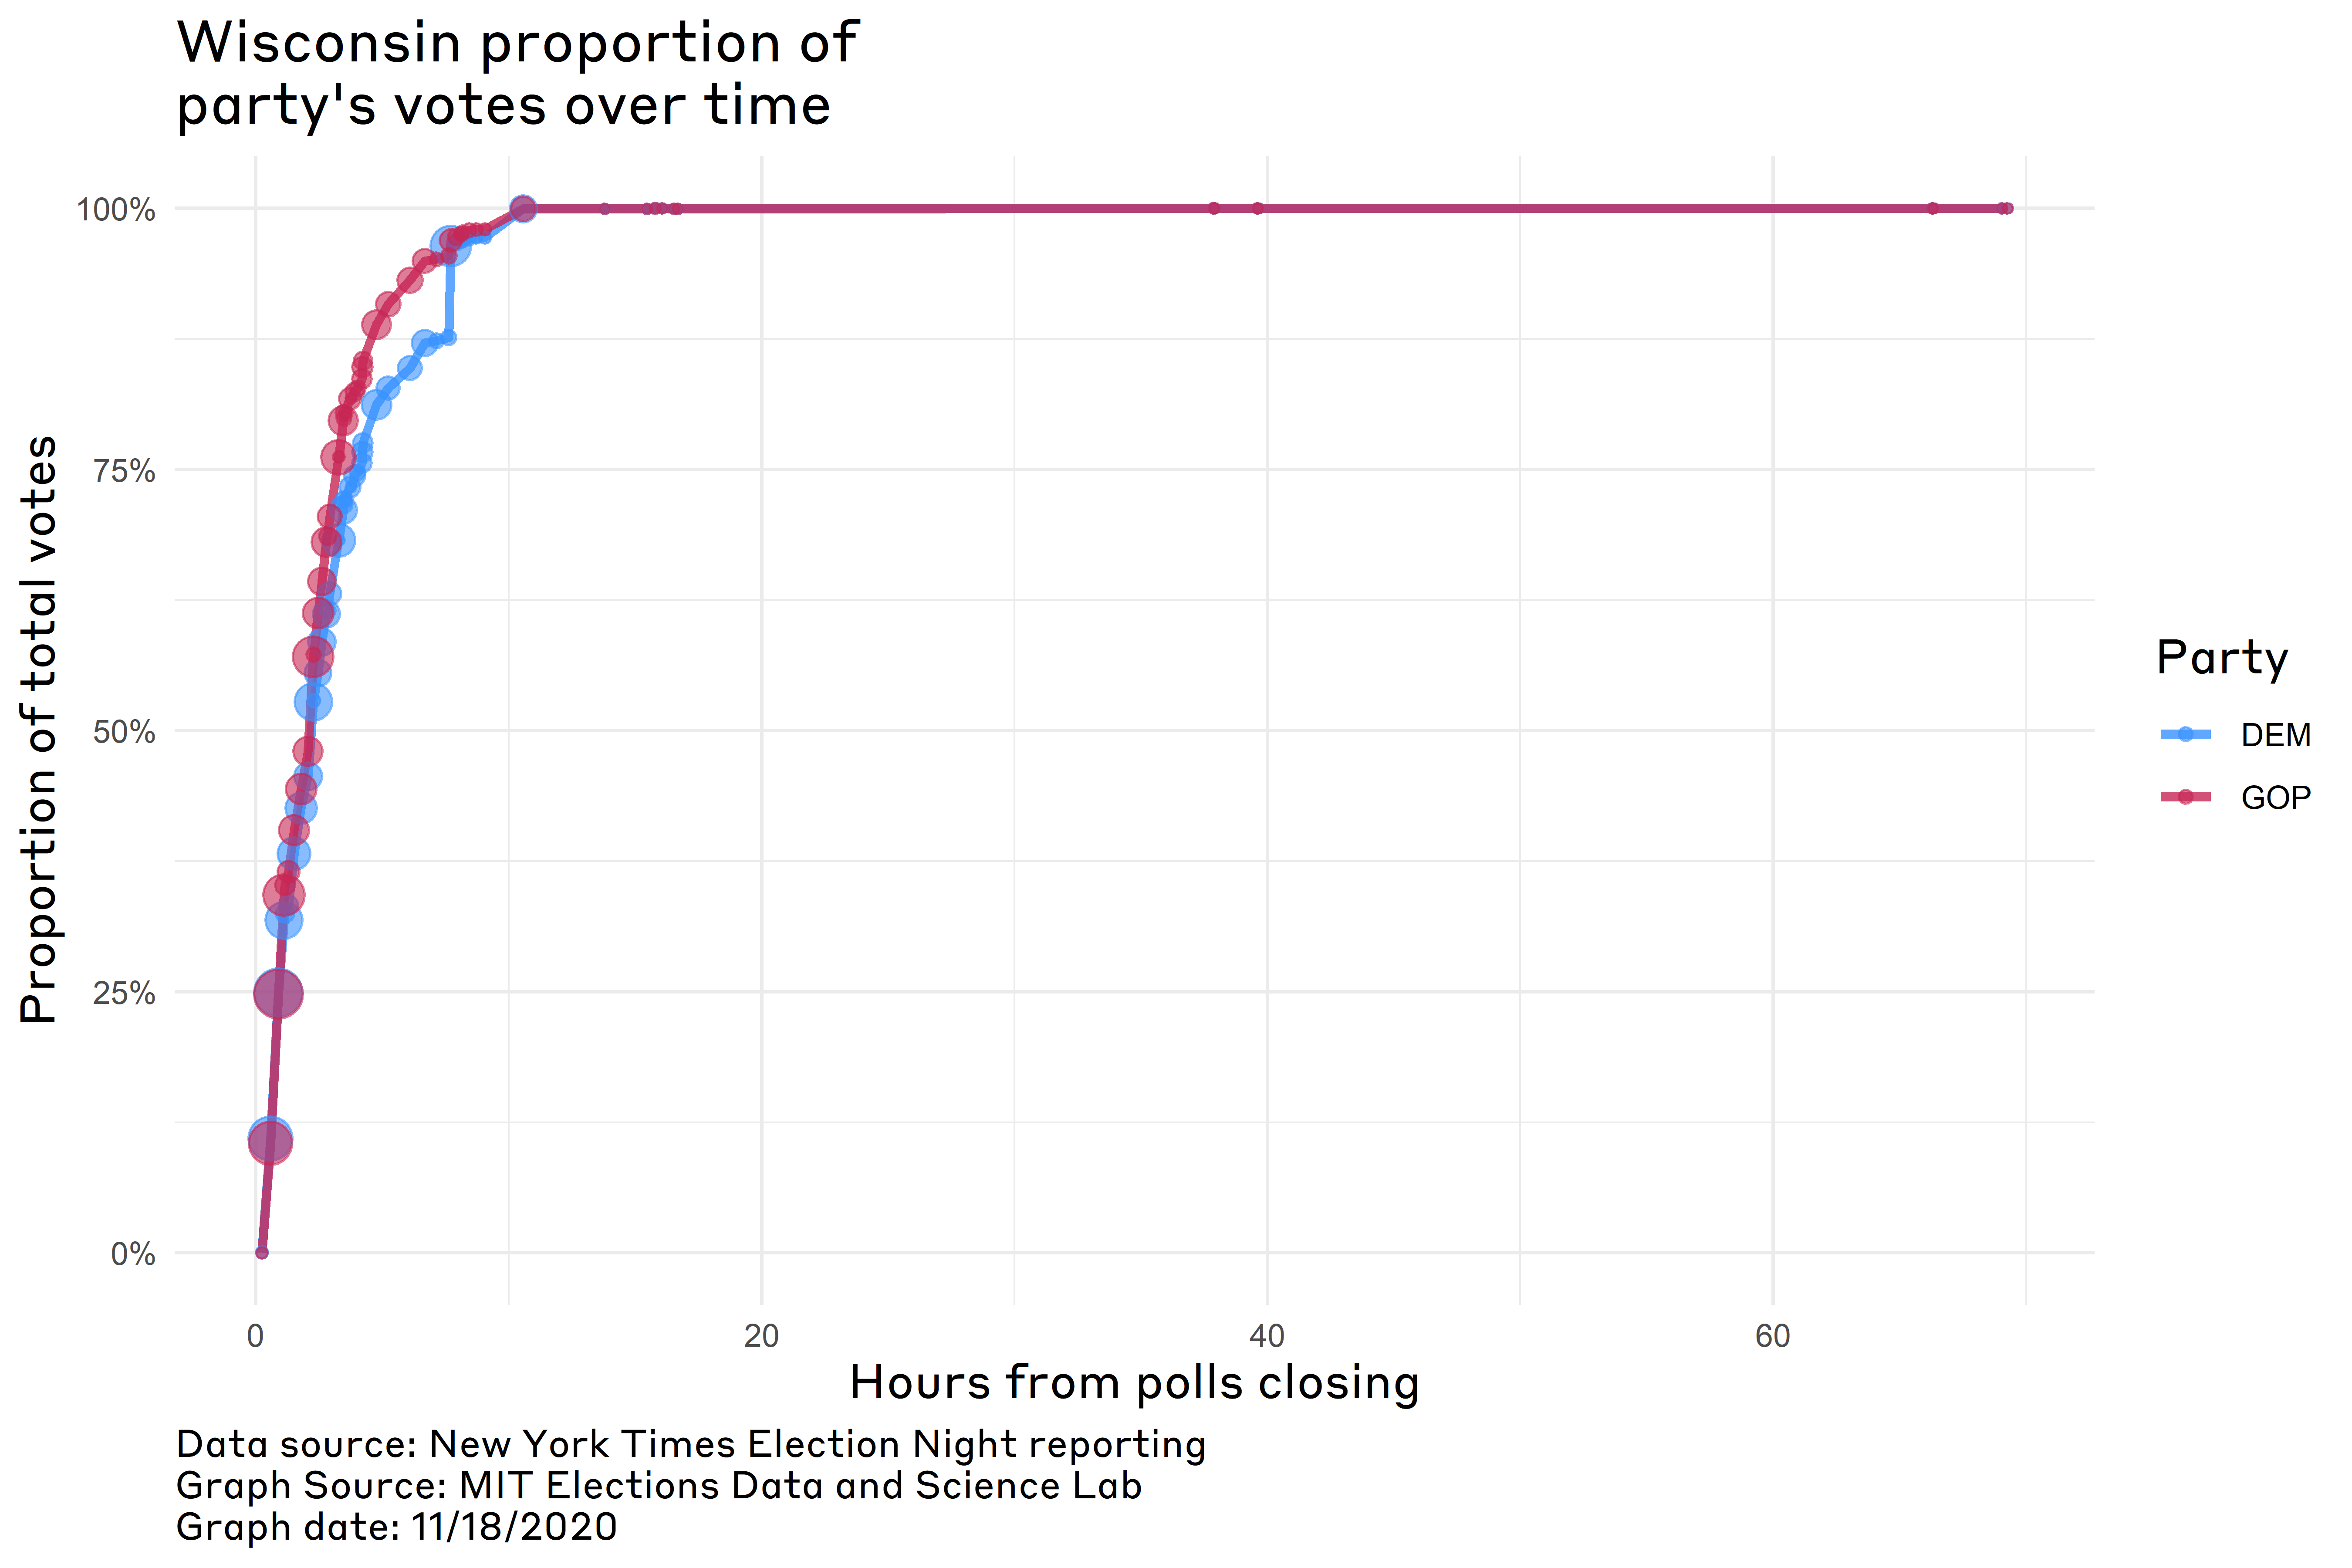 Wisconsin proportion of
party's votes over time
Proportion of total votes
100%
75%
50%
25%
0%
0
20
40
60
Hours from polls closing
Party
DEM
GOP
Data source: New York Times Election Night reporting
Graph Source: MIT Elections Data and Science Lab
Graph date: 11/18/2020